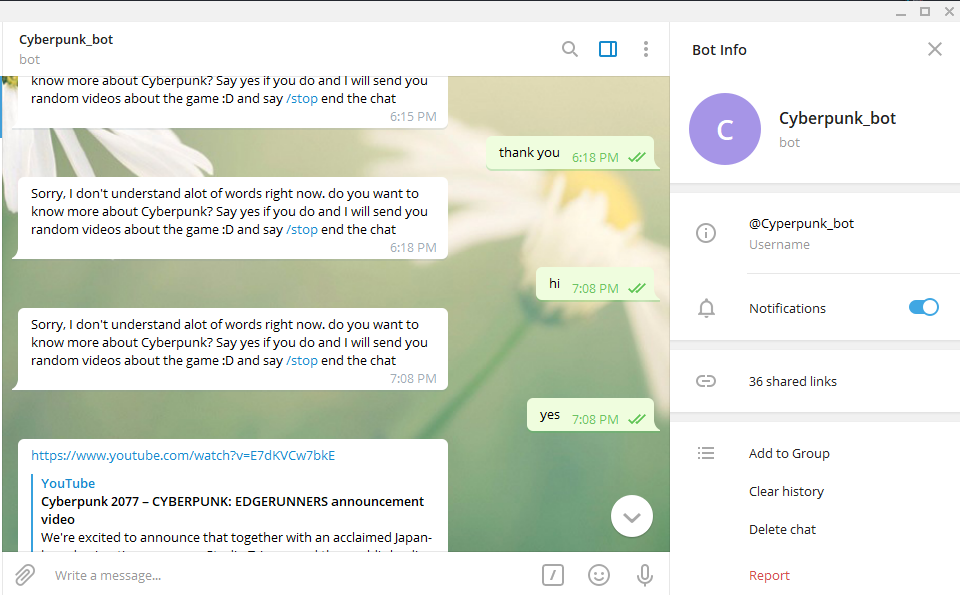 Cyberpunk_bot
bot
know more about Cyberpunk? Say yes if you do and I will send you
random videos about the game :D and say /stop end the chat
6:15 PM
thank you 6:18 PM
Sorry, I don't understand alot of words right now. do you want to
know more about Cyberpunk? Say yes if you do and I will send you
random videos about the game :D and say /stop end the chat
6:18 PM
hi 7:08 PM
Sorry, I don't understand alot of words right now. do you want to
know more about Cyberpunk? Say yes if you do and I will send you
random videos about the game :D and say /stop end the chat
7:08 PM
yes 7:08 PM
https://www.youtube.com/watch?v=E7dKVCw7bkE
YouTube
Cyberpunk 2077 – CYBERPUNK: EDGERUNNERS announcement
video
We're excited to announce that together with an acclaimed Japan-
Write a message...
Bot Info
C
Cyberpunk_bot
bot
@Cyperpunk_bot
Username
Notifications
36 shared links
Add to Group
Clear history
Delete chat
Report